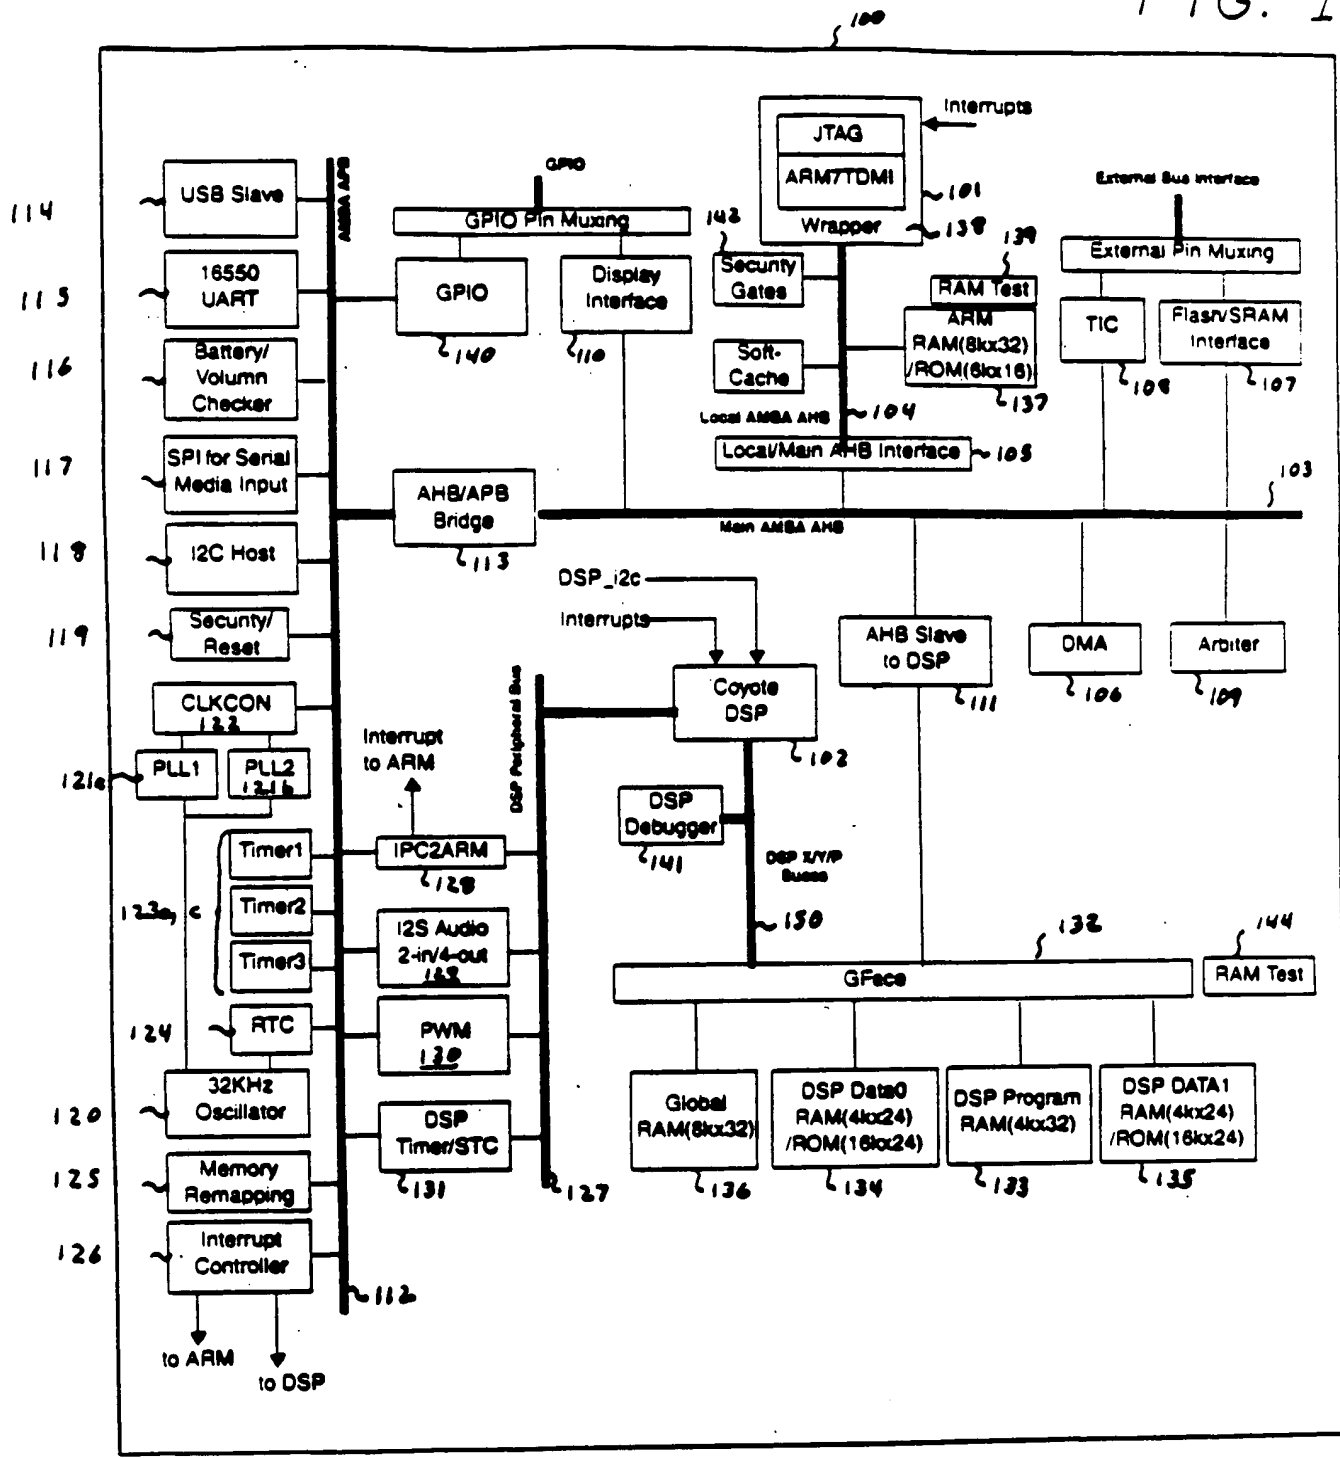 FIG. 1
100
Interrupts
JTAG
ARM7TDMI
101
Wrapper
138
GPIO
AMBA APB
External Bus Interface
114
USB Slave
GPIO Pin Muxing
142
Security
Gates
139
RAM Test
External Pin Muxing
115
16550
UART
GPIO
140
Display
Interface
110
ARM
RAM(8kx32)
/ROM(6kx16)
137
TIC
108
Flash/SRAM
Interface
107
116
Battery/
Volumn
Checker
Soft-
Cache
104
Local AMBA AHB
Local/Main AHB Interface
105
117
SPI for Serial
Media Input
AHB/APB
Bridge
113
103
Main AMBA AHB
118
I2C Host
DSP_i2c
Interrupts
119
Security/
Reset
AHB Slave
to DSP
111
DMA
106
Arbiter
109
Coyote
DSP
102
DSP Peripheral Bus
CLKCON
122
Interrupt
to ARM
121a
PLL1
PLL2
121b
DSP
Debugger
141
DSP X/Y/P
Buses
150
123a, c
Timer1
Timer2
Timer3
IPC2ARM
128
I2S Audio
2-in/4-out
129
132
144
GFace
RAM Test
124
RTC
PWM
130
120
32KHz
Oscillator
DSP
Timer/STC
131
Global
RAM(8kx32)
136
DSP Data0
RAM(4kx24)
/ROM(16kx24)
134
DSP Program
RAM(4kx32)
133
DSP DATA1
RAM(4kx24)
/ROM(16kx24)
135
125
Memory
Remapping
127
126
Interrupt
Controller
112
to ARM
to DSP